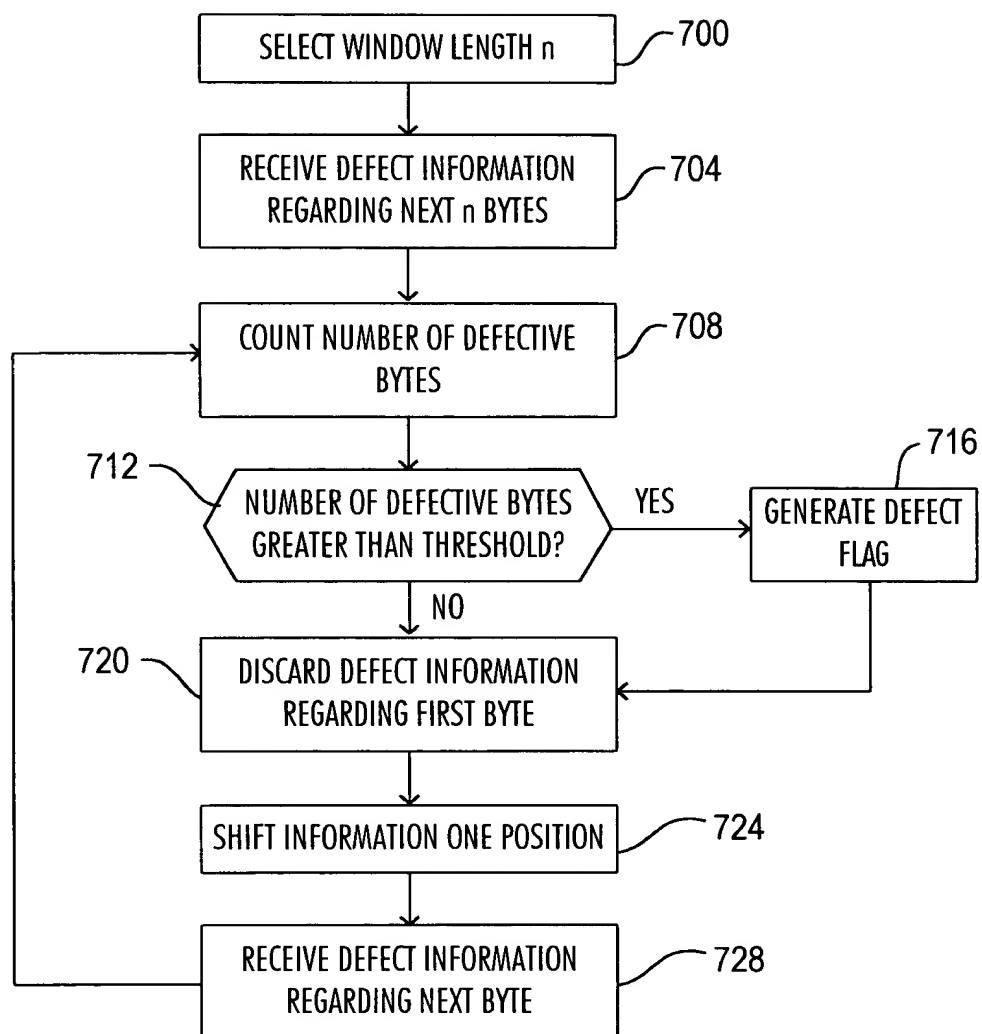 SELECT WINDOW LENGTH n
700
RECEIVE DEFECT INFORMATION
REGARDING NEXT n BYTES
704
COUNT NUMBER OF DEFECTIVE
BYTES
708
712
NUMBER OF DEFECTIVE BYTES
GREATER THAN THRESHOLD?
YES
716
GENERATE DEFECT
FLAG
NO
720
DISCARD DEFECT INFORMATION
REGARDING FIRST BYTE
SHIFT INFORMATION ONE POSITION
724
RECEIVE DEFECT INFORMATION
REGARDING NEXT BYTE
728